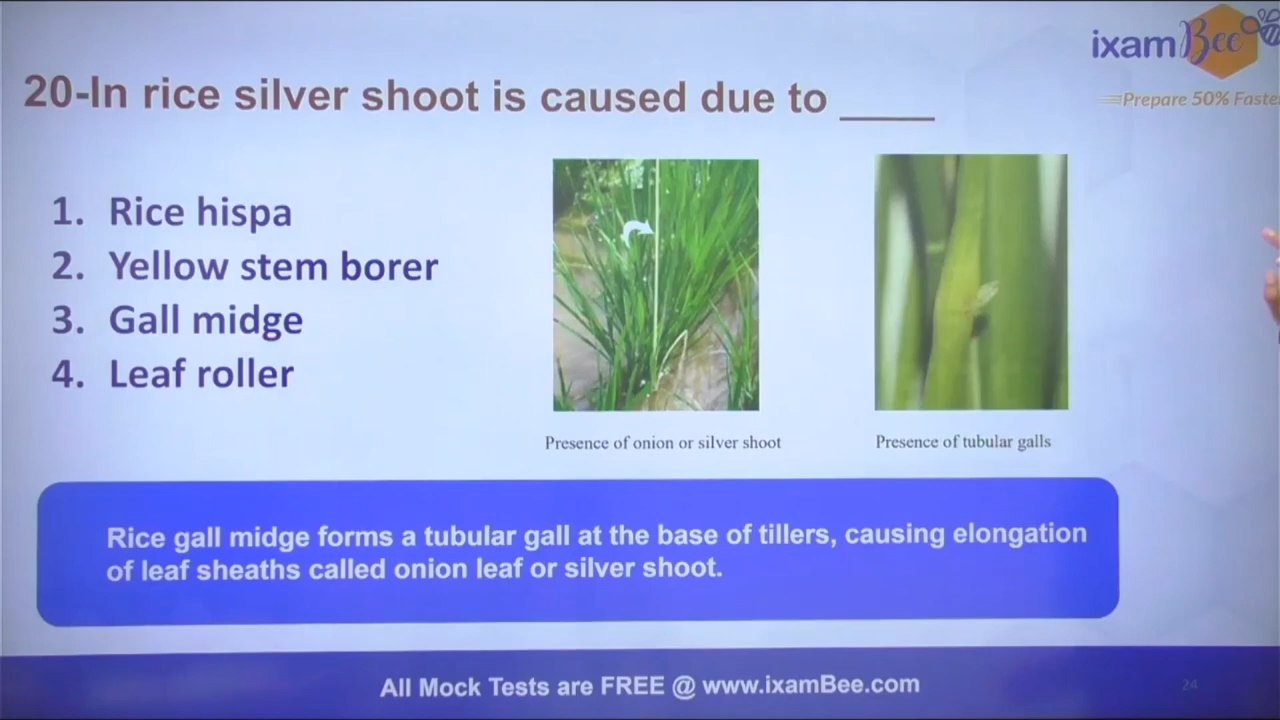 ixamBee
Prepare 50% Faste
20-In rice silver shoot is caused due to _____
1. Rice hispa
2. Yellow stem borer
3. Gall midge
4. Leaf roller
Presence of onion or silver shoot
Presence of tubular galls
Rice gall midge forms a tubular gall at the base of tillers, causing elongation
of leaf sheaths called onion leaf or silver shoot.
All Mock Tests are FREE @ www.ixamBee.com
24